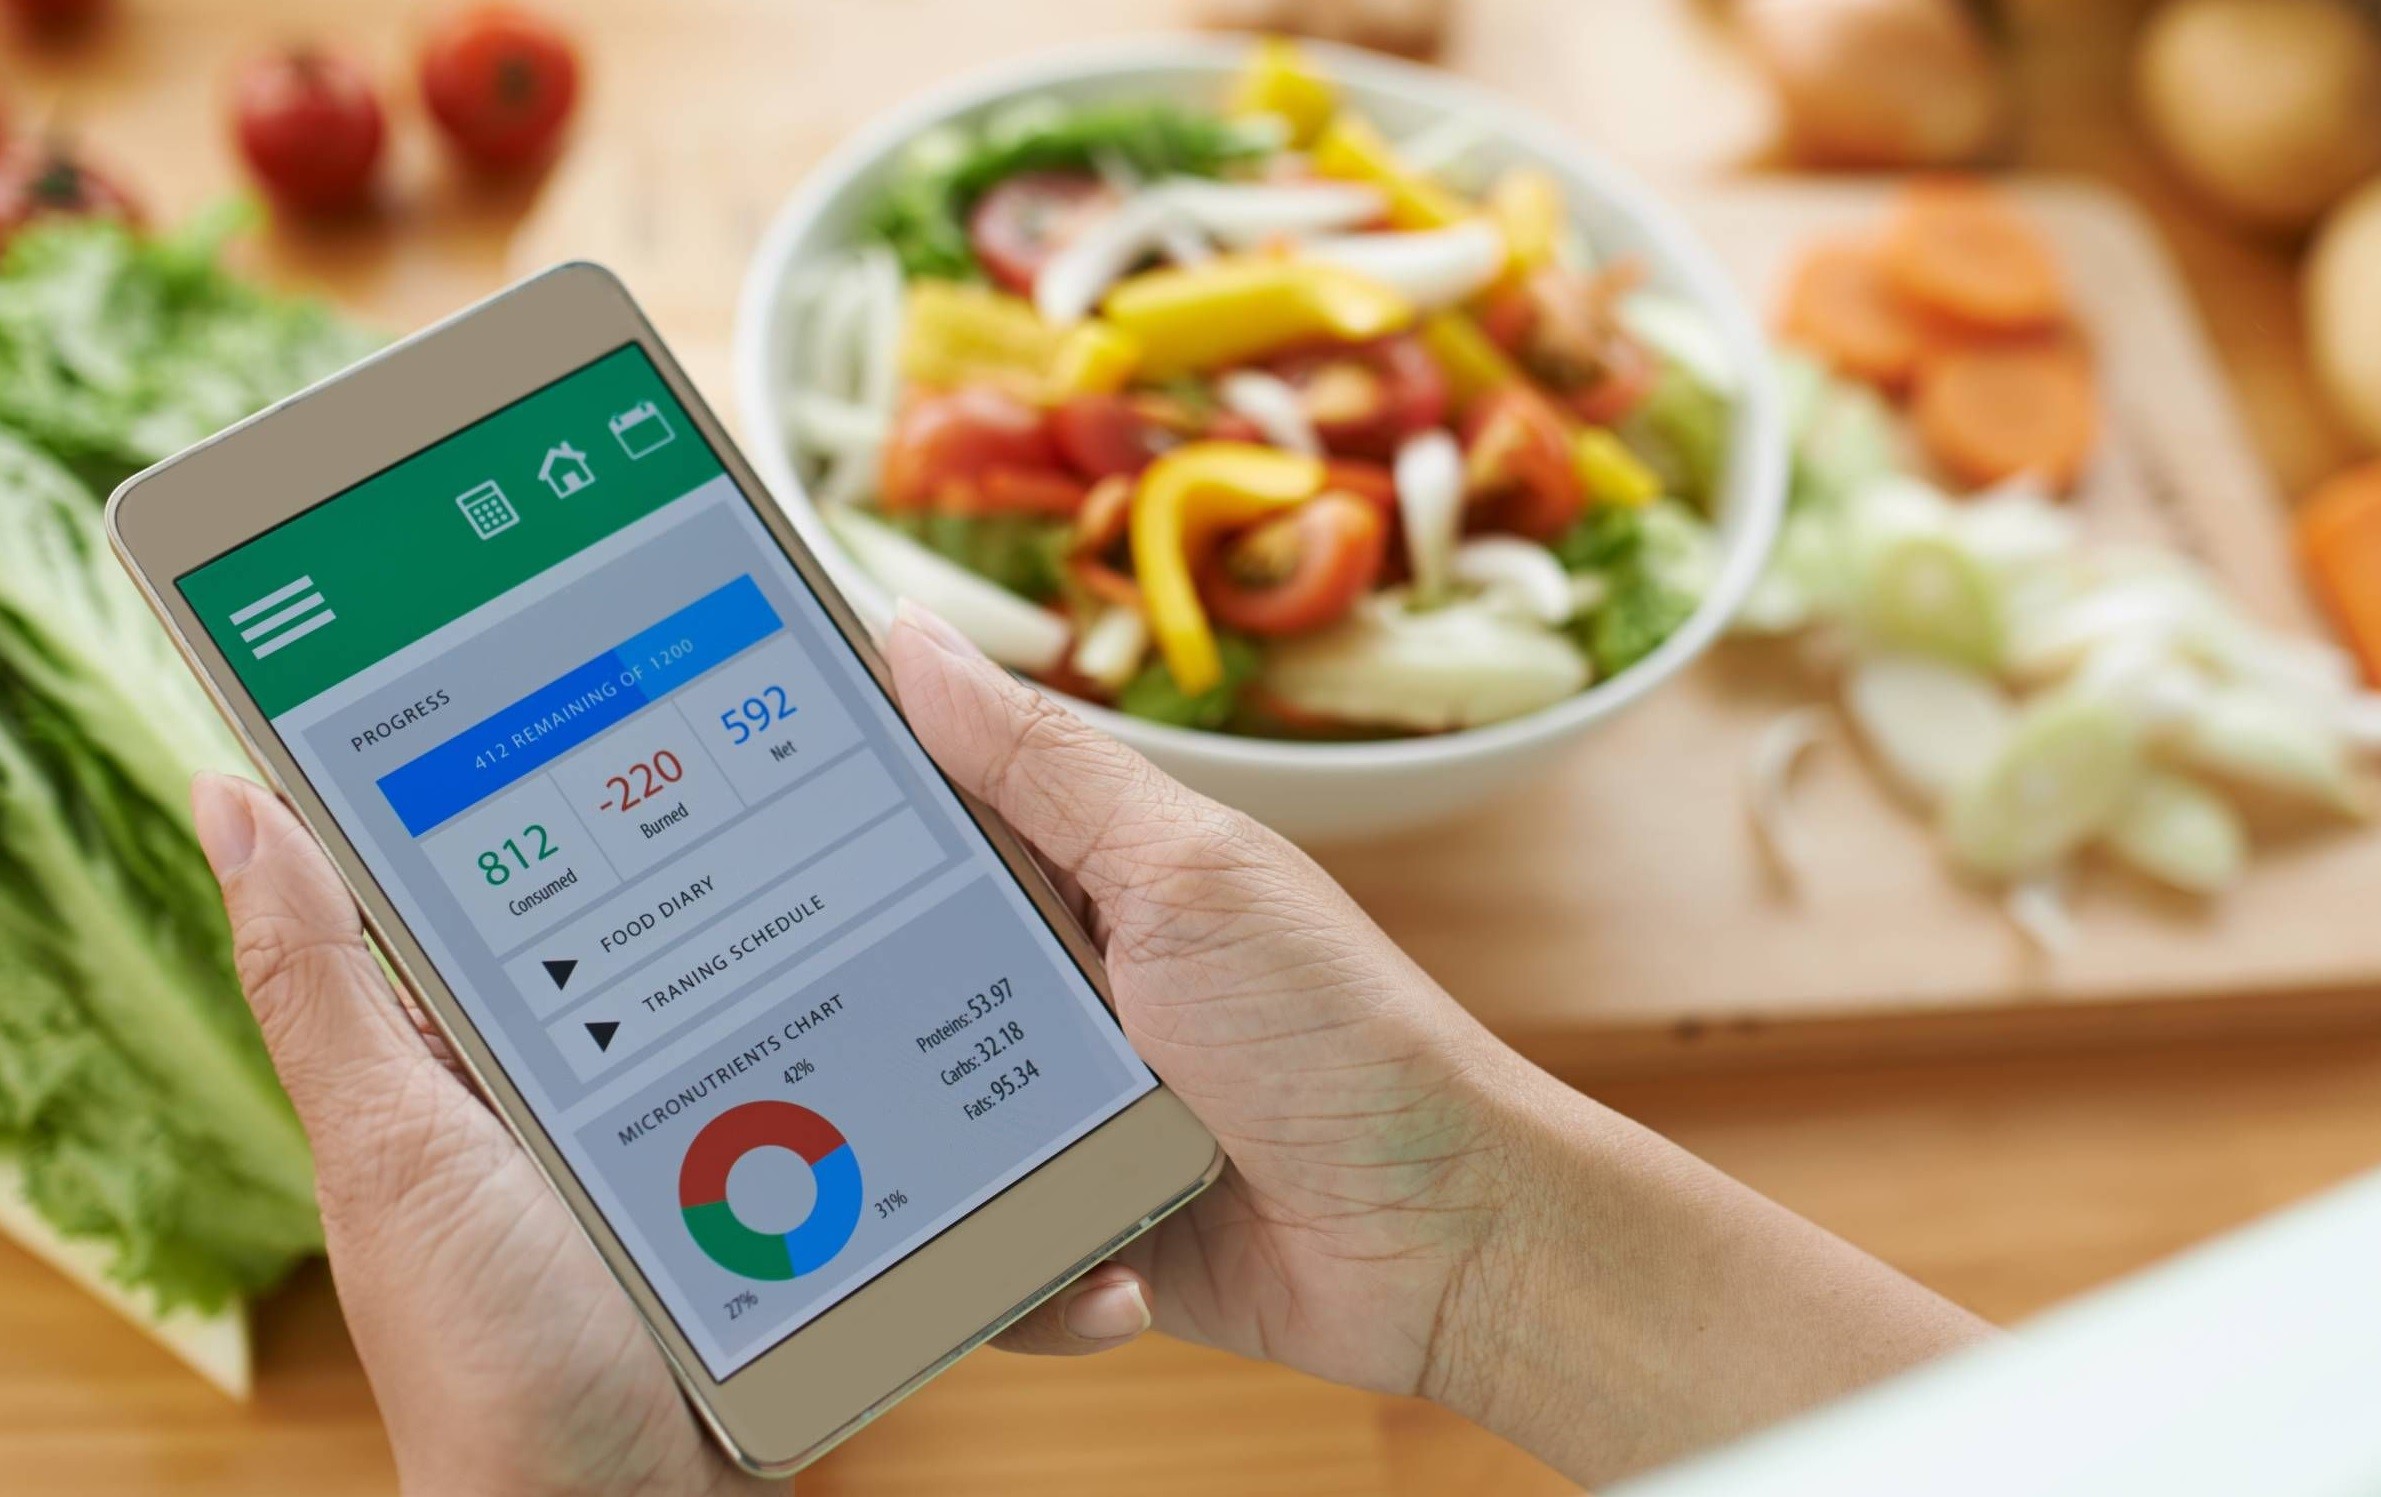 PROGRESS
412 REMAINING OF 1200
812
Consumed
-220
Burned
592
Net
FOOD DIARY
TRANING SCHEDULE
MICRONUTRIENTS CHART
42%
31%
27%
Proteins: 53.97
Carbs: 32.18
Fats: 95.34